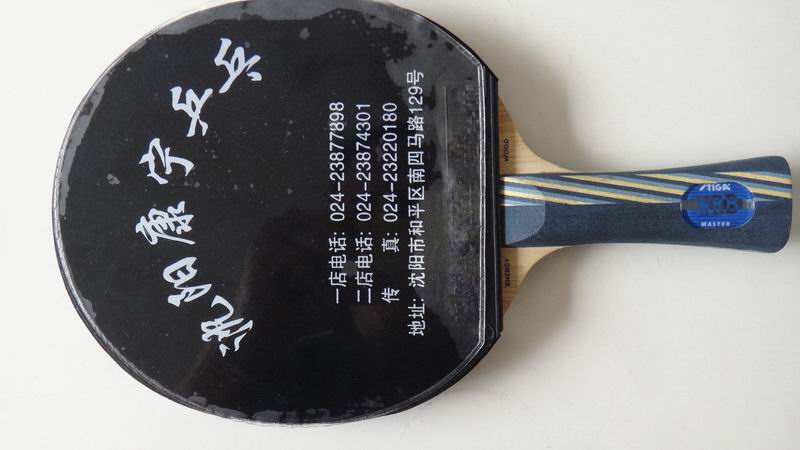 沈阳康宁乒乓
一店电话: 024-23877898
二店电话: 024-23874301
传 真: 024-23220180
地址: 沈阳市和平区南四马路129号
ENERGY
WOOD
STIGA
MASTER